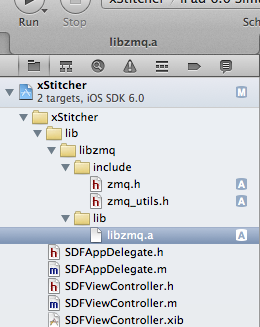 Run
Stop
xStitcher
iPad 6.0 Sim
Sch
libzmq.a
xStitcher
M
2 targets, iOS SDK 6.0
xStitcher
lib
libzmq
include
h zmq.h A
h zmq_utils.h A
lib
libzmq.a A
h SDFAppDelegate.h
m SDFAppDelegate.m
h SDFViewController.h
m SDFViewController.m
SDFViewController.xib